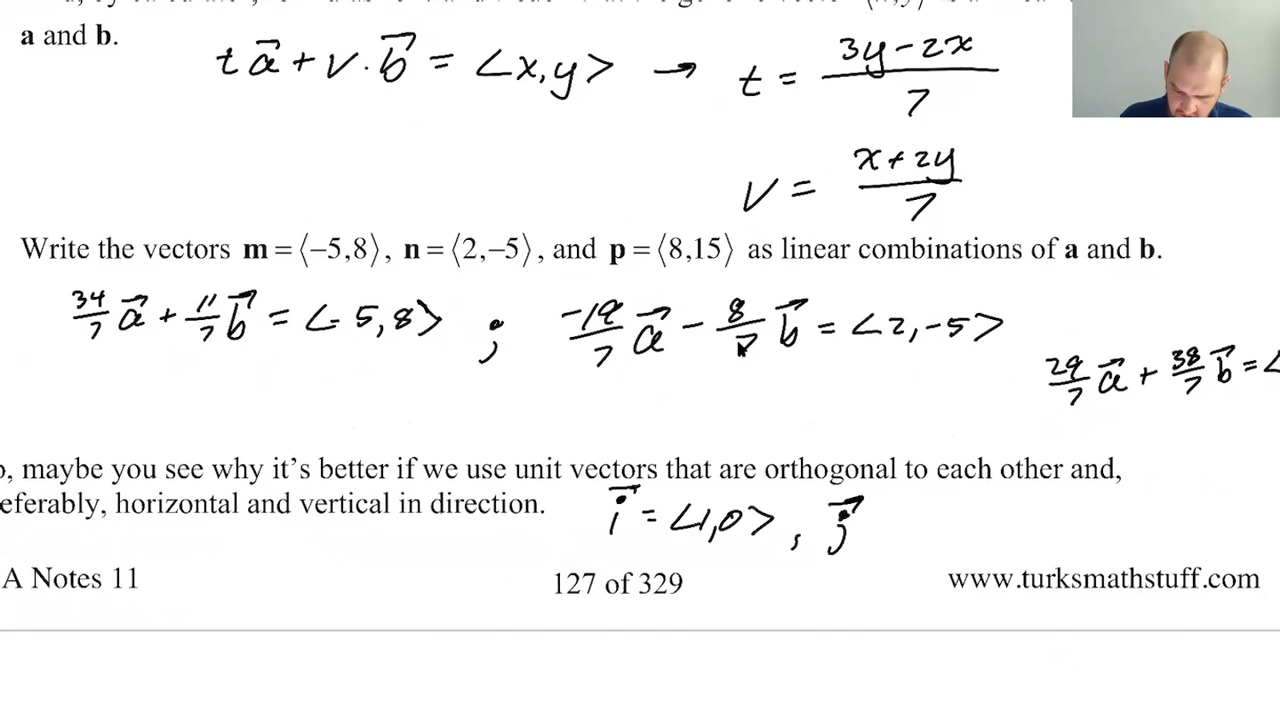 a and b.
t a⃗ + v · b⃗ = <x,y> → t = (3y-2x)/7
v = (x+2y)/7
Write the vectors m = ⟨−5,8⟩, n = ⟨2,−5⟩, and p = ⟨8,15⟩ as linear combinations of a and b.
34/7 a⃗ + 11/7 b⃗ = <-5,8> ; -19/7 a⃗ - 8/7 b⃗ = <2,-5>
29/7 a⃗ + 38/7 b⃗ = <
, maybe you see why it's better if we use unit vectors that are orthogonal to each other and,
eferably, horizontal and vertical in direction. i⃗ = <1,0> , j⃗
A Notes 11 127 of 329 www.turksmathstuff.com